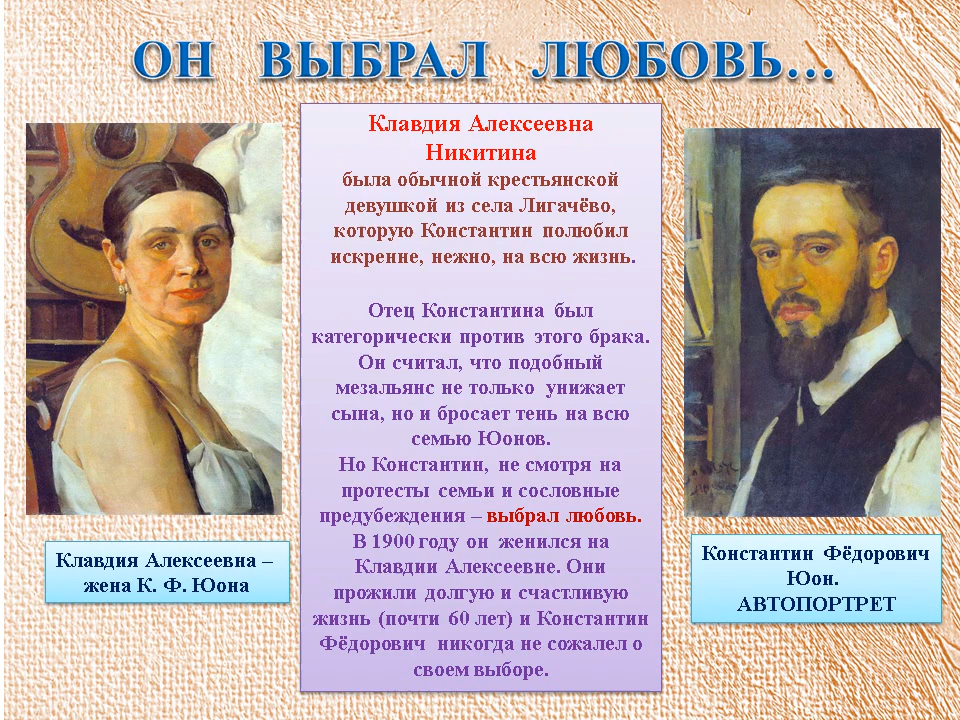 ОН ВЫБРАЛ ЛЮБОВЬ...
Клавдия Алексеевна
Никитина
была обычной крестьянской
девушкой из села Лигачёво,
которую Константин полюбил
искренне, нежно, на всю жизнь.
Отец Константина был
категорически против этого брака.
Он считал, что подобный
мезальянс не только унижает
сына, но и бросает тень на всю
семью Юонов.
Но Константин, не смотря на
протесты семьи и сословные
предубеждения – выбрал любовь.
В 1900 году он женился на
Клавдии Алексеевне. Они
прожили долгую и счастливую
жизнь (почти 60 лет) и Константин
Фёдорович никогда не сожалел о
своем выборе.
Клавдия Алексеевна –
жена К. Ф. Юона
Константин Фёдорович
Юон.
АВТОПОРТРЕТ